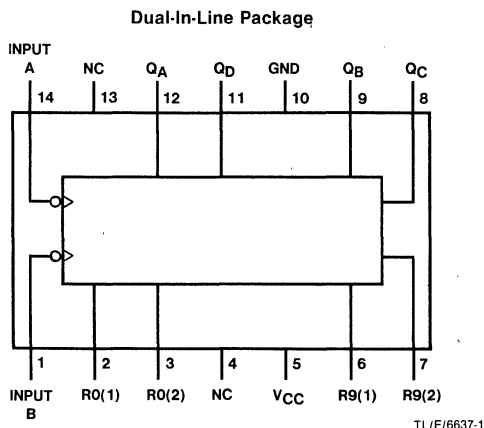 Dual-In-Line Package
INPUT
A NC QA QD GND QB QC
14 13 12 11 10 9 8
1 2 3 4 5 6 7
INPUT R0(1) R0(2) NC VCC R9(1) R9(2)
B
TL/F/6637-1